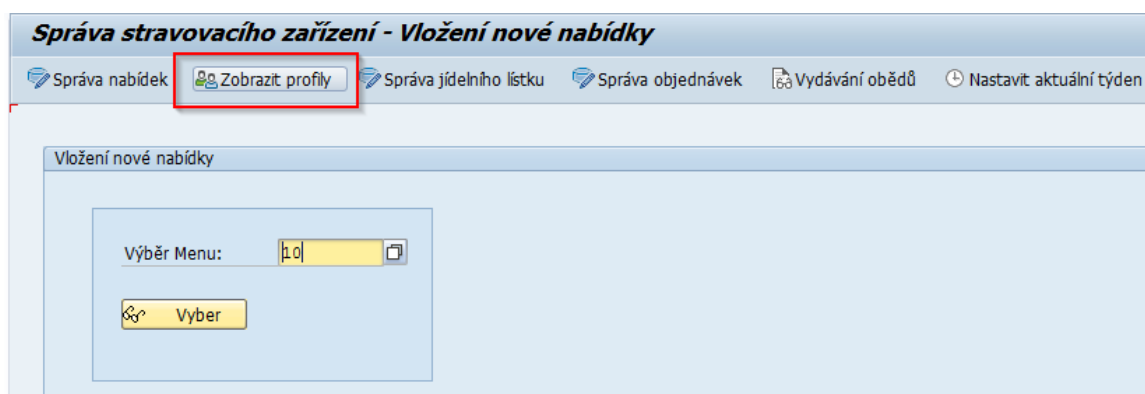 Správa stravovacího zařízení - Vložení nové nabídky
Správa nabídek Zobrazit profily Správa jídelního lístku Správa objednávek Vydávání obědů Nastavit aktuální týden
Vložení nové nabídky
Výběr Menu: 10
Vyber